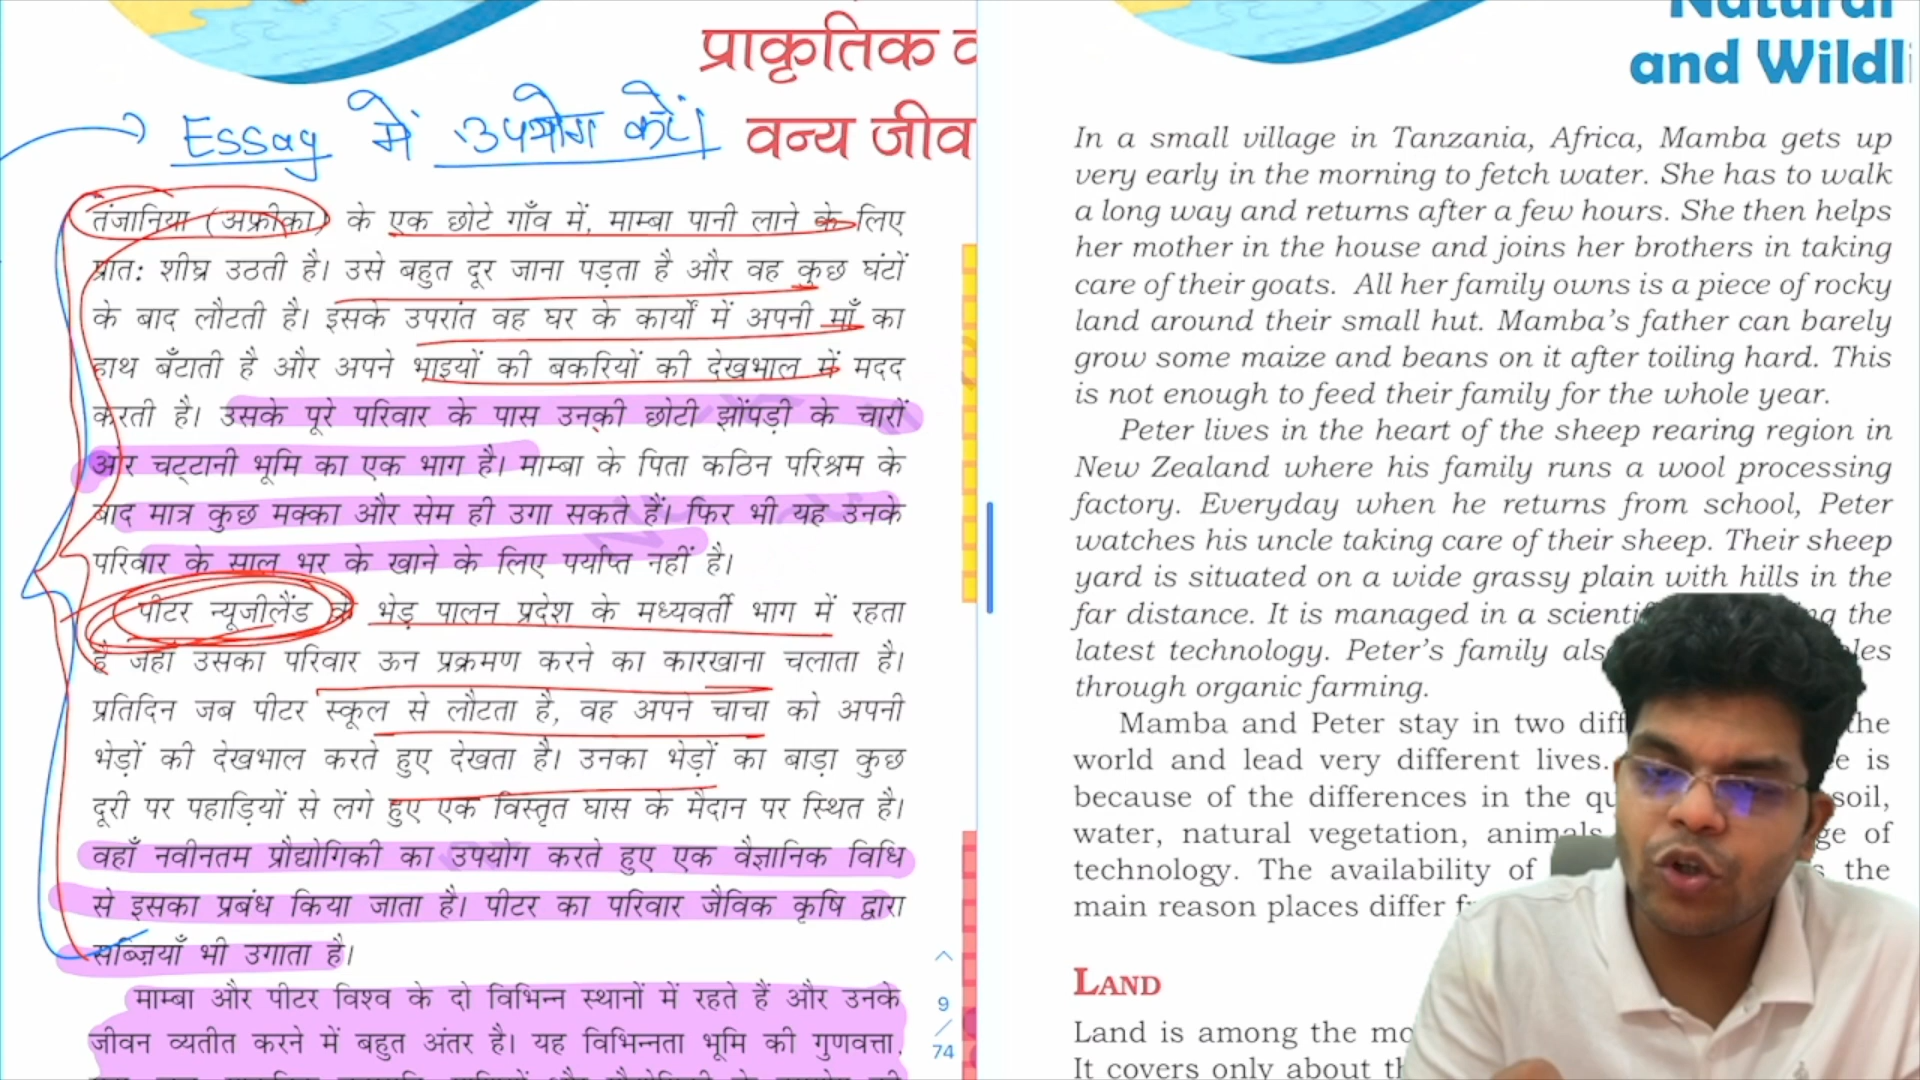 प्राकृतिक
वन्य जीव
Essay में उपयोग करें।
तंजानिया (अफ्रीका) के एक छोटे गाँव में, माम्बा पानी लाने के लिए
प्रात: शीघ्र उठती है। उसे बहुत दूर जाना पड़ता है और वह कुछ घंटों
के बाद लौटती है। इसके उपरांत वह घर के कार्यों में अपनी माँ का
हाथ बँटाती है और अपने भाइयों की बकरियों की देखभाल में मदद
करती है। उसके पूरे परिवार के पास उनकी छोटी झोंपड़ी के चारों
ओर चट्टानी भूमि का एक भाग है। माम्बा के पिता कठिन परिश्रम के
बाद मात्र कुछ मक्का और सेम ही उगा सकते हैं। फिर भी यह उनके
परिवार के साल भर के खाने के लिए पर्याप्त नहीं है।
पीटर न्यूजीलैंड के भेड़ पालन प्रदेश के मध्यवर्ती भाग में रहता
है जहाँ उसका परिवार ऊन प्रक्रमण करने का कारखाना चलाता है।
प्रतिदिन जब पीटर स्कूल से लौटता है, वह अपने चाचा को अपनी
भेड़ों की देखभाल करते हुए देखता है। उनका भेड़ों का बाड़ा कुछ
दूरी पर पहाड़ियों से लगे हुए एक विस्तृत घास के मैदान पर स्थित है।
वहाँ नवीनतम प्रौद्योगिकी का उपयोग करते हुए एक वैज्ञानिक विधि
से इसका प्रबंध किया जाता है। पीटर का परिवार जैविक कृषि द्वारा
सब्ज़ियाँ भी उगाता है।
माम्बा और पीटर विश्व के दो विभिन्न स्थानों में रहते हैं और उनके
जीवन व्यतीत करने में बहुत अंतर है। यह विभिन्नता भूमि की गुणवत्ता,
9
74
Natural
and Wildli
In a small village in Tanzania, Africa, Mamba gets up
very early in the morning to fetch water. She has to walk
a long way and returns after a few hours. She then helps
her mother in the house and joins her brothers in taking
care of their goats. All her family owns is a piece of rocky
land around their small hut. Mamba’s father can barely
grow some maize and beans on it after toiling hard. This
is not enough to feed their family for the whole year.
Peter lives in the heart of the sheep rearing region in
New Zealand where his family runs a wool processing
factory. Everyday when he returns from school, Peter
watches his uncle taking care of their sheep. Their sheep
yard is situated on a wide grassy plain with hills in the
far distance. It is managed in a the
latest technology. Peter’s family
through organic farming.
Mamba and Peter stay in two the
world and lead very different lives. is
because of the differences in the soil,
water, natural vegetation, animals of
technology. The availability of the
main reason places differ
LAND
Land is among the
It covers only about